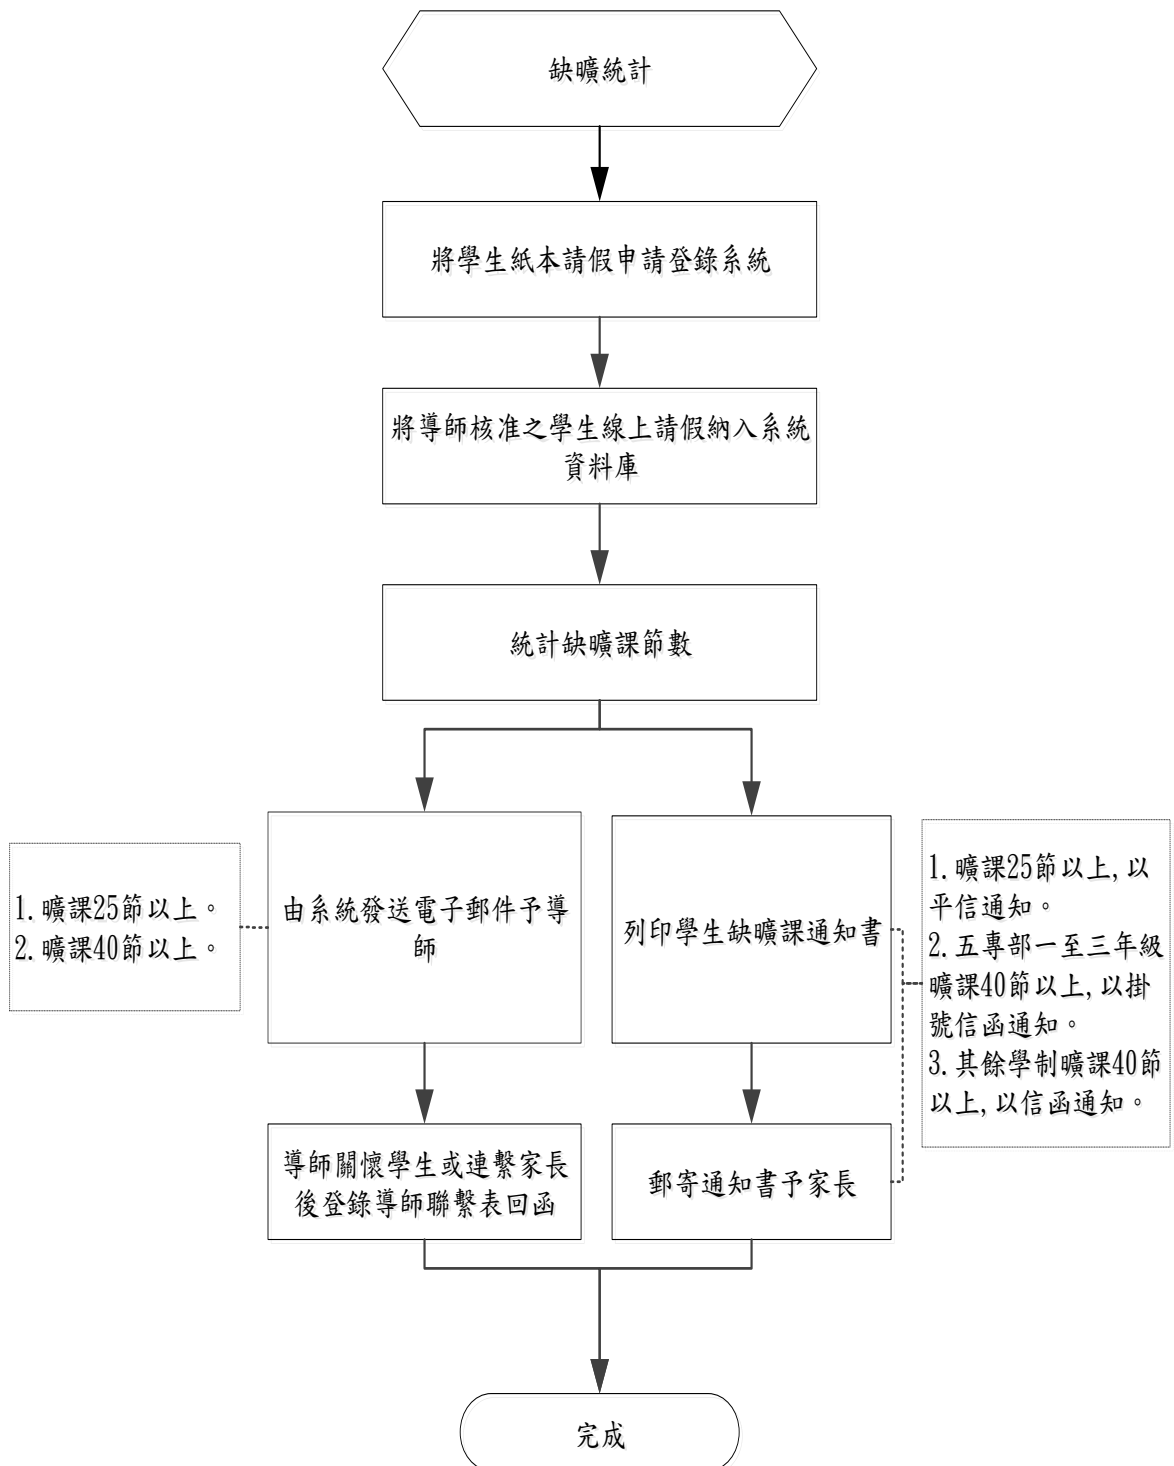 缺曠統計
將學生紙本請假申請登錄系統
將導師核准之學生線上請假納入系統
資料庫
統計缺曠課節數
1. 曠課25節以上。
2. 曠課40節以上。
由系統發送電子郵件予導
師
列印學生缺曠課通知書
1. 曠課25節以上, 以
平信通知。
2. 五專部一至三年級
曠課40節以上, 以掛
號信函通知。
3. 其餘學制曠課40節
以上, 以信函通知。
導師關懷學生或連繫家長
後登錄導師聯繫表回函
郵寄通知書予家長
完成